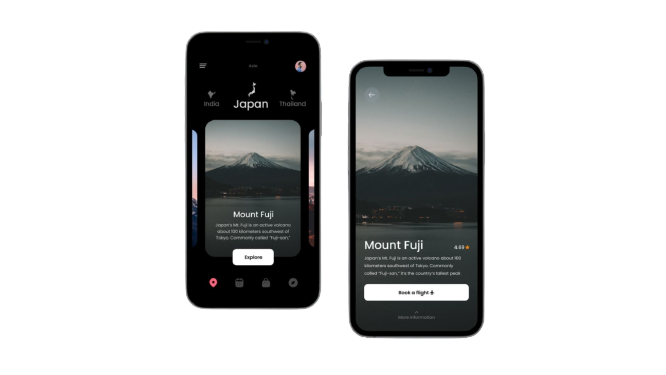 India
Japan
Thailand
Mount Fuji
Japan's Mt. Fuji is an active volcano
about 100 kilometers southwest of
Tokyo. Commonly called "Fuji-san,"
Explore
Mount Fuji
4.69
Japan's Mt. Fuji is an active volcano about 100
kilometers southwest of Tokyo. Commonly
called "Fuji-san," it's the country's tallest peak
Book a flight
More information